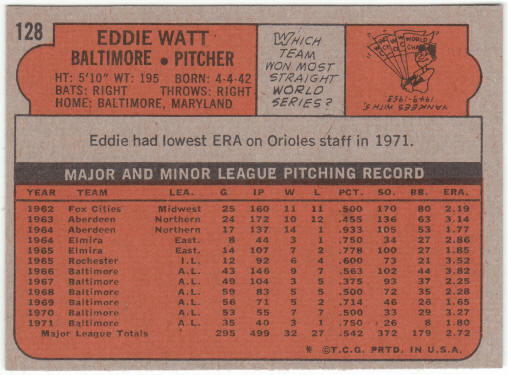 128
EDDIE WATT
BALTIMORE • PITCHER
HT: 5'10" WT: 195 BORN: 4-4-42
BATS: RIGHT THROWS: RIGHT
HOME: BALTIMORE, MARYLAND
WHICH
TEAM
WON MOST
STRAIGHT
WORLD
SERIES?
WORLD
CHAMPS
YANKEES WITH 5.
1949-1953
Eddie had lowest ERA on Orioles staff in 1971.
MAJOR AND MINOR LEAGUE PITCHING RECORD
YEAR TEAM LEA. G IP W L PCT. SO. BB. ERA.
1962 Fox Cities Midwest 25 160 11 11 .500 170 80 2.19
1963 Aberdeen Northern 24 172 10 12 .455 136 63 3.14
1964 Aberdeen Northern 17 137 14 1 .933 105 53 1.77
1964 Elmira East. 8 44 3 1 .750 34 27 2.86
1965 Elmira East. 14 107 7 2 .778 100 27 1.85
1965 Rochester I.L. 12 92 6 4 .600 73 21 3.52
1966 Baltimore A.L. 43 146 9 7 .563 102 44 3.82
1967 Baltimore A.L. 49 104 3 5 .375 93 37 2.25
1968 Baltimore A.L. 59 83 5 5 .500 72 35 2.28
1969 Baltimore A.L. 56 71 5 2 .714 46 26 1.65
1970 Baltimore A.L. 53 55 7 7 .500 33 29 3.27
1971 Baltimore A.L. 35 40 3 1 .750 26 8 1.80
Major League Totals 295 499 32 27 .542 372 179 2.72
* © T.C.G. PRTD. IN U.S.A.